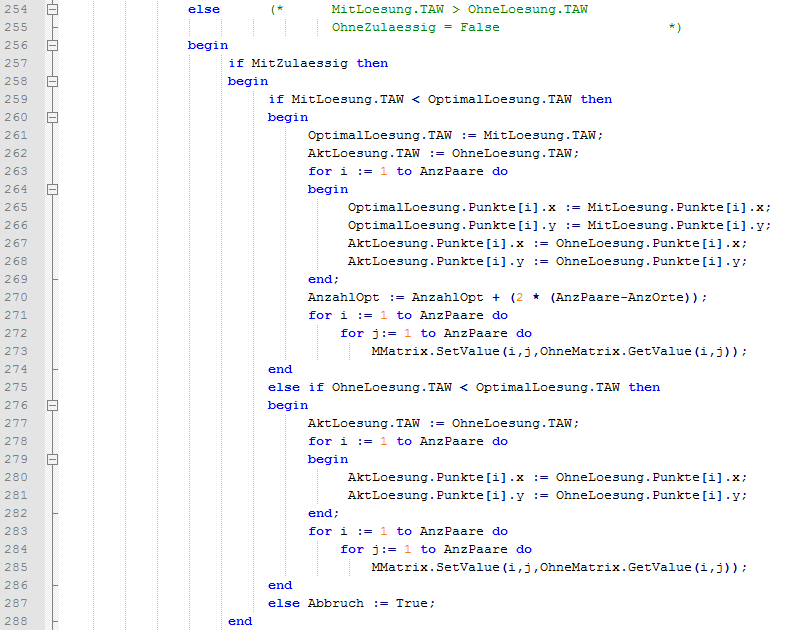 254 else (* MitLoesung.TAW > OhneLoesung.TAW
255 OhneZulaessig = False *)
256 begin
257 if MitZulaessig then
258 begin
259 if MitLoesung.TAW < OptimalLoesung.TAW then
260 begin
261 OptimalLoesung.TAW := MitLoesung.TAW;
262 AktLoesung.TAW := OhneLoesung.TAW;
263 for i := 1 to AnzPaare do
264 begin
265 OptimalLoesung.Punkte[i].x := MitLoesung.Punkte[i].x;
266 OptimalLoesung.Punkte[i].y := MitLoesung.Punkte[i].y;
267 AktLoesung.Punkte[i].x := OhneLoesung.Punkte[i].x;
268 AktLoesung.Punkte[i].y := OhneLoesung.Punkte[i].y;
269 end;
270 AnzahlOpt := AnzahlOpt + (2 * (AnzPaare-AnzOrte));
271 for i := 1 to AnzPaare do
272 for j:= 1 to AnzPaare do
273 MMatrix.SetValue(i,j,OhneMatrix.GetValue(i,j));
274 end
275 else if OhneLoesung.TAW < OptimalLoesung.TAW then
276 begin
277 AktLoesung.TAW := OhneLoesung.TAW;
278 for i := 1 to AnzPaare do
279 begin
280 AktLoesung.Punkte[i].x := OhneLoesung.Punkte[i].x;
281 AktLoesung.Punkte[i].y := OhneLoesung.Punkte[i].y;
282 end;
283 for i := 1 to AnzPaare do
284 for j:= 1 to AnzPaare do
285 MMatrix.SetValue(i,j,OhneMatrix.GetValue(i,j));
286 end
287 else Abbruch := True;
288 end